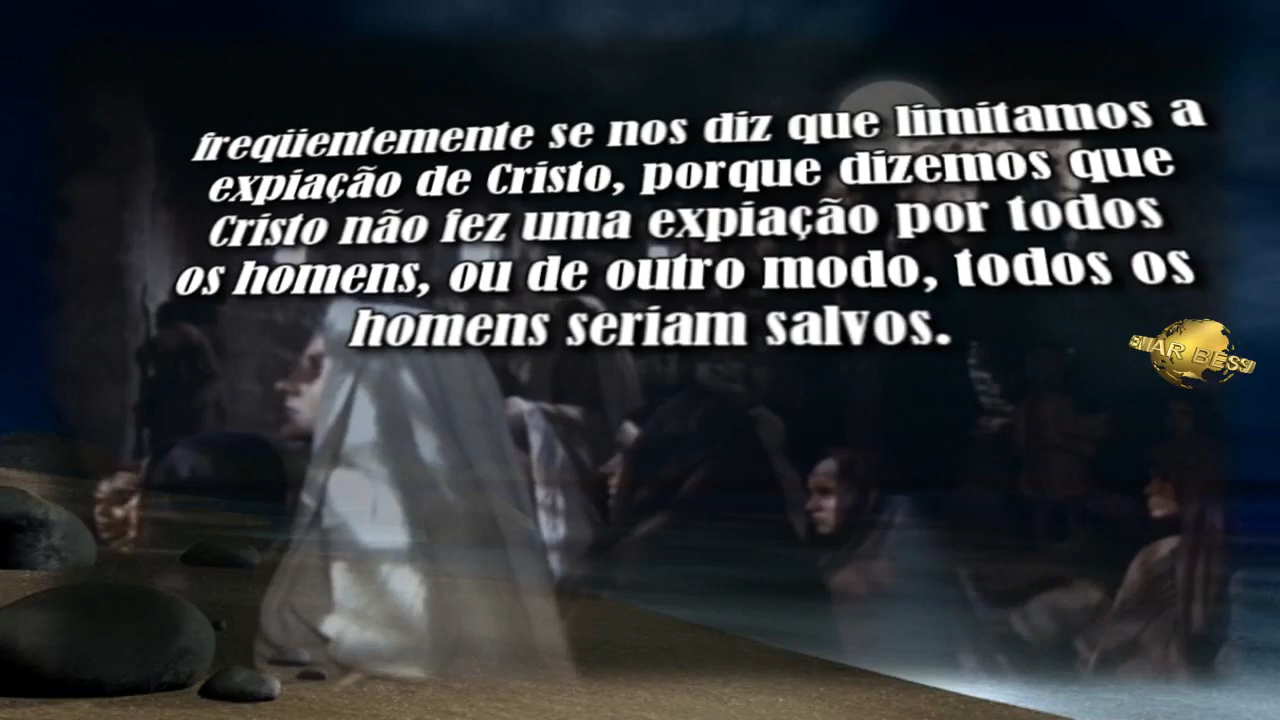 freqüentemente se nos diz que limitamos a
expiação de Cristo, porque dizemos que
Cristo não fez uma expiação por todos
os homens, ou de outro modo, todos os
homens seriam salvos.